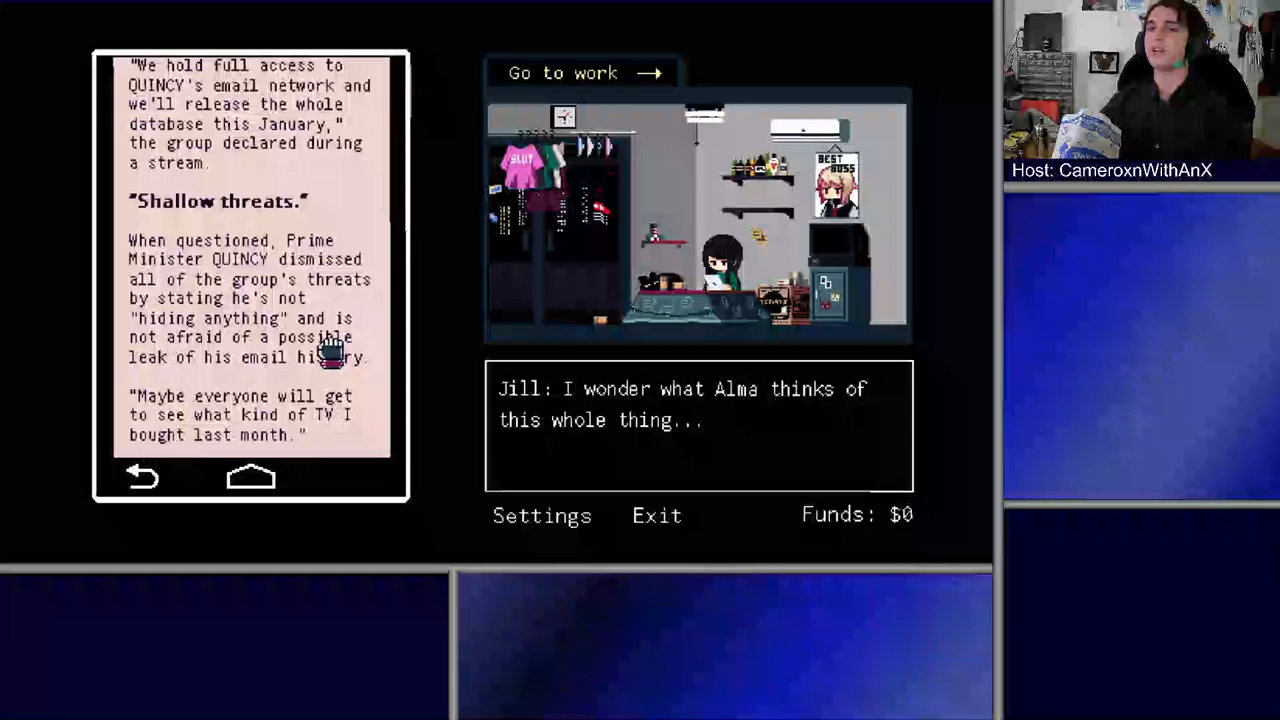 "We hold full access to
QUINCY's email network and
we'll release the whole
database this January,"
the group declared during
a stream.
"Shallow threats."
When questioned, Prime
Minister QUINCY dismissed
all of the group's threats
by stating he's not
"hiding anything" and is
not afraid of a possible
leak of his email
"Maybe everyone will get
to see what kind of TV I
bought last month."
Go to work →
SLUT
BEST
BOSS
Jill: I wonder what Alma thinks of
this whole thing...
Settings Exit Funds: $0
Host: CameroxnWithAnX